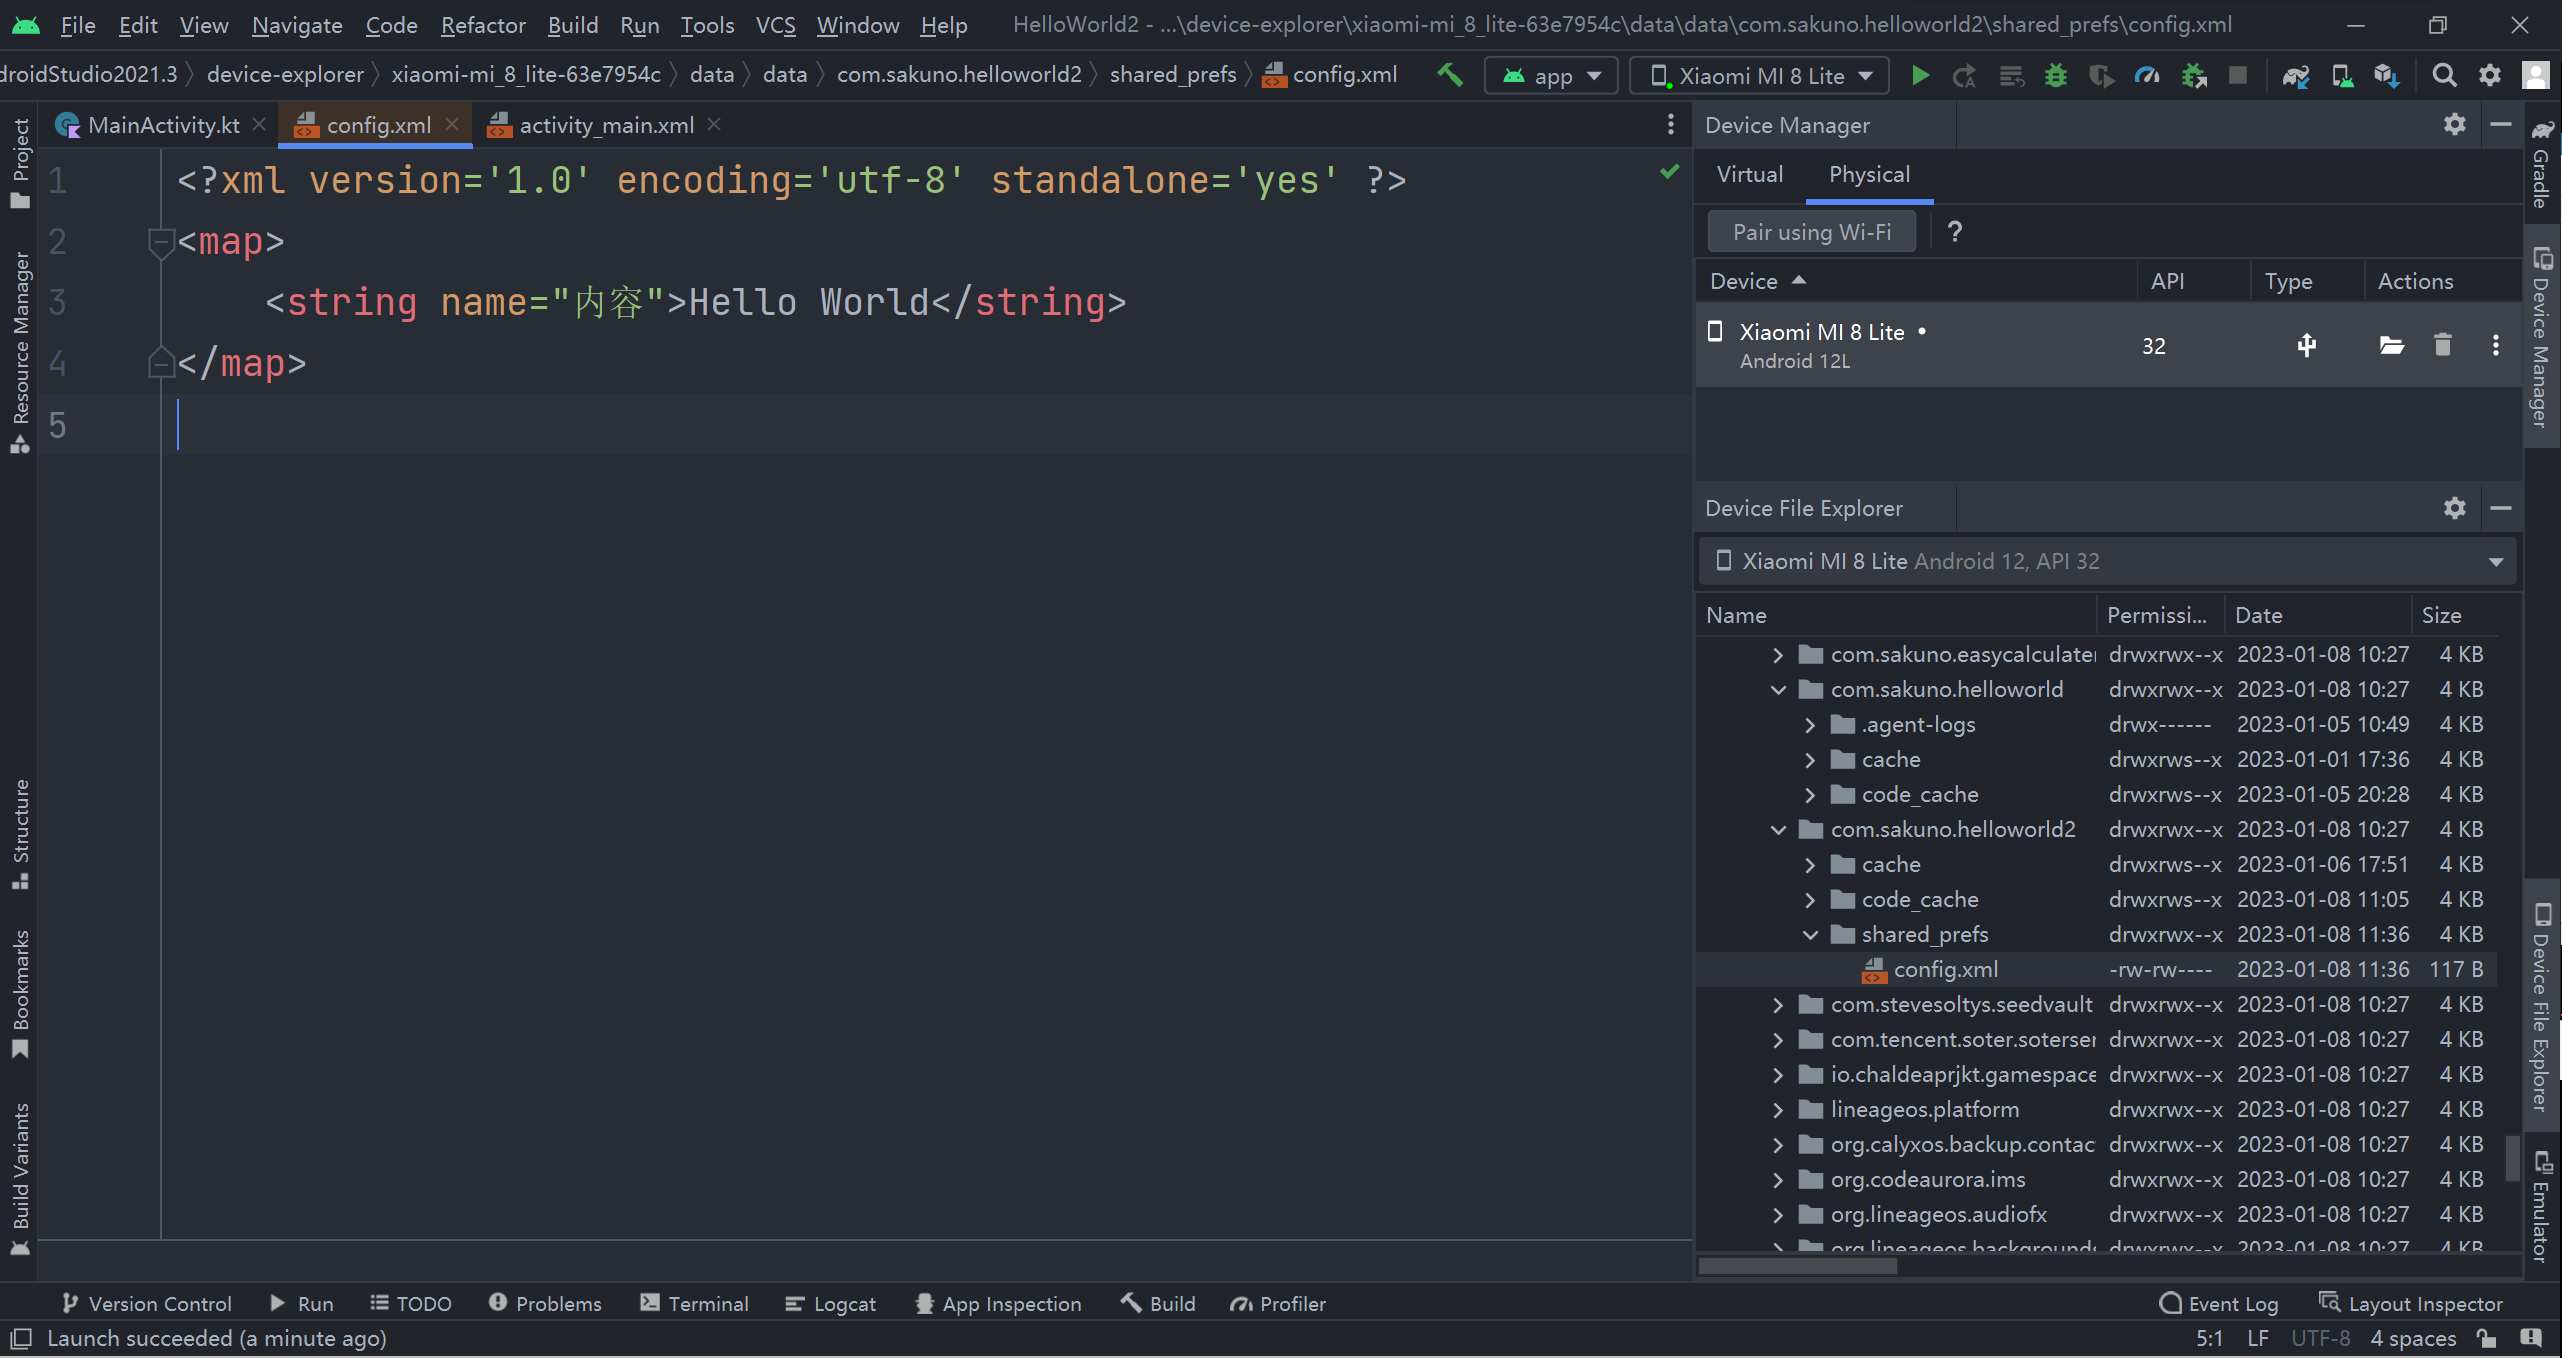 File Edit View Navigate Code Refactor Build Run Tools VCS Window Help HelloWorld2 - ...\device-explorer\xiaomi-mi_8_lite-63e7954c\data\data\com.sakuno.helloworld2\shared_prefs\config.xml
droidStudio2021.3 device-explorer xiaomi-mi_8_lite-63e7954c data data com.sakuno.helloworld2 shared_prefs config.xml app Xiaomi MI 8 Lite
MainActivity.kt config.xml activity_main.xml
1 <?xml version='1.0' encoding='utf-8' standalone='yes' ?>
2 <map>
3 <string name="内容">Hello World</string>
4 </map>
5
Project
Resource Manager
Structure
Bookmarks
Build Variants
Device Manager
Virtual Physical
Pair using Wi-Fi ?
Device API Type Actions
Xiaomi MI 8 Lite 32
Android 12L
Device File Explorer
Xiaomi MI 8 Lite Android 12, API 32
Name Permissi... Date Size
com.sakuno.easycalculate drwxrwx--x 2023-01-08 10:27 4 KB
com.sakuno.helloworld drwxrwx--x 2023-01-08 10:27 4 KB
.agent-logs drwx------ 2023-01-05 10:49 4 KB
cache drwxrws--x 2023-01-01 17:36 4 KB
code_cache drwxrws--x 2023-01-05 20:28 4 KB
com.sakuno.helloworld2 drwxrwx--x 2023-01-08 10:27 4 KB
cache drwxrws--x 2023-01-06 17:51 4 KB
code_cache drwxrws--x 2023-01-08 11:05 4 KB
shared_prefs drwxrwx--x 2023-01-08 11:36 4 KB
config.xml -rw-rw---- 2023-01-08 11:36 117 B
com.stevesoltys.seedvault drwxrwx--x 2023-01-08 10:27 4 KB
com.tencent.soter.soterser drwxrwx--x 2023-01-08 10:27 4 KB
io.chaldeaprjkt.gamespace drwxrwx--x 2023-01-08 10:27 4 KB
lineageos.platform drwxrwx--x 2023-01-08 10:27 4 KB
org.calyxos.backup.contac drwxrwx--x 2023-01-08 10:27 4 KB
org.codeaurora.ims drwxrwx--x 2023-01-08 10:27 4 KB
org.lineageos.audiofx drwxrwx--x 2023-01-08 10:27 4 KB
org.lineageos.backgrounds drwxrwx--x 2023-01-08 10:27 4 KB
Gradle
Device Manager
Device File Explorer
Emulator
Version Control Run TODO Problems Terminal Logcat App Inspection Build Profiler Event Log Layout Inspector
Launch succeeded (a minute ago) 5:1 LF UTF-8 4 spaces